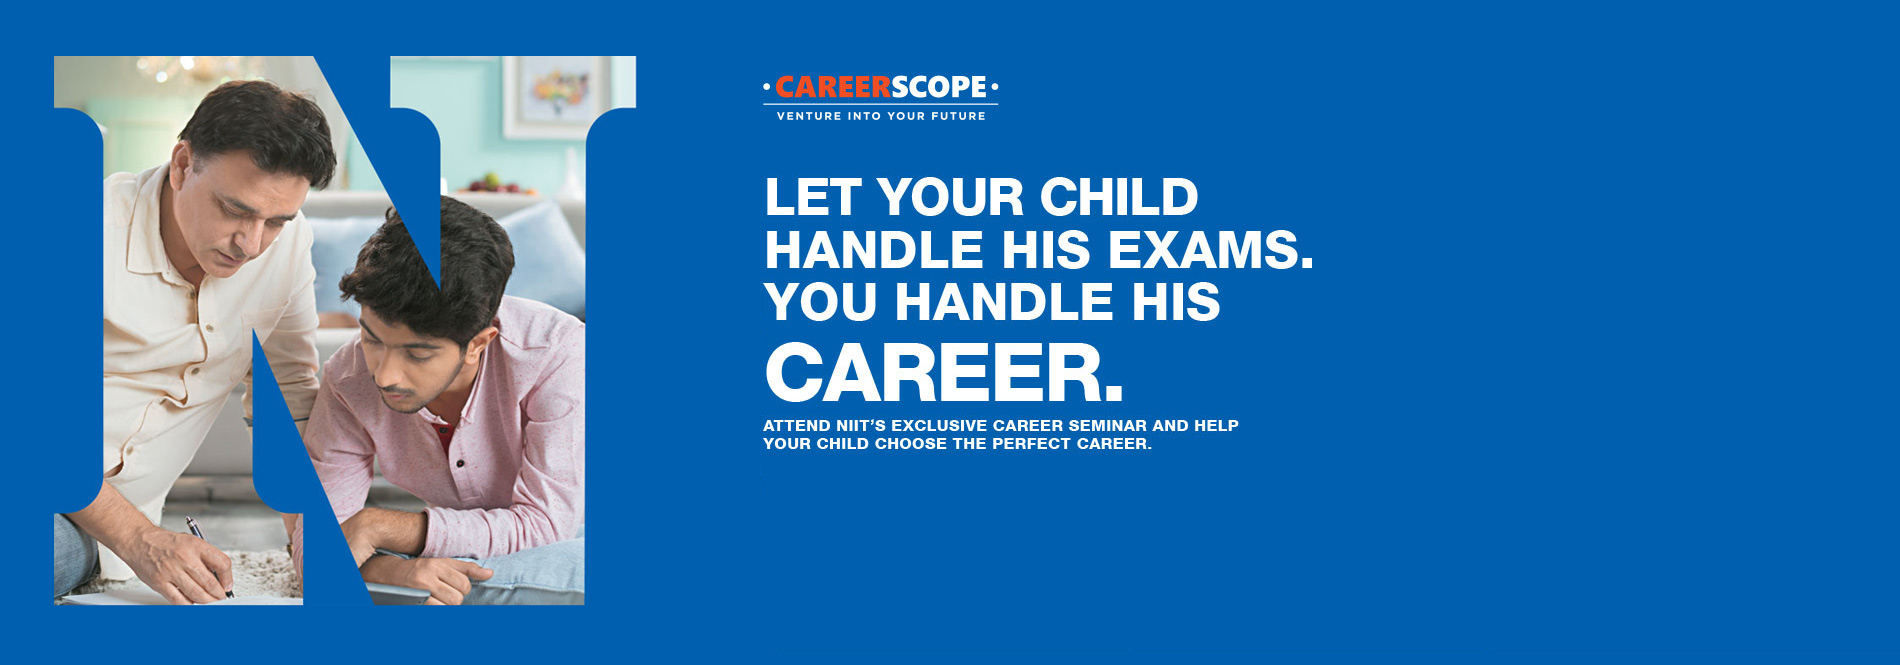 • CAREERSCOPE •
VENTURE INTO YOUR FUTURE
LET YOUR CHILD
HANDLE HIS EXAMS.
YOU HANDLE HIS
CAREER.
ATTEND NIIT’S EXCLUSIVE CAREER SEMINAR AND HELP
YOUR CHILD CHOOSE THE PERFECT CAREER.